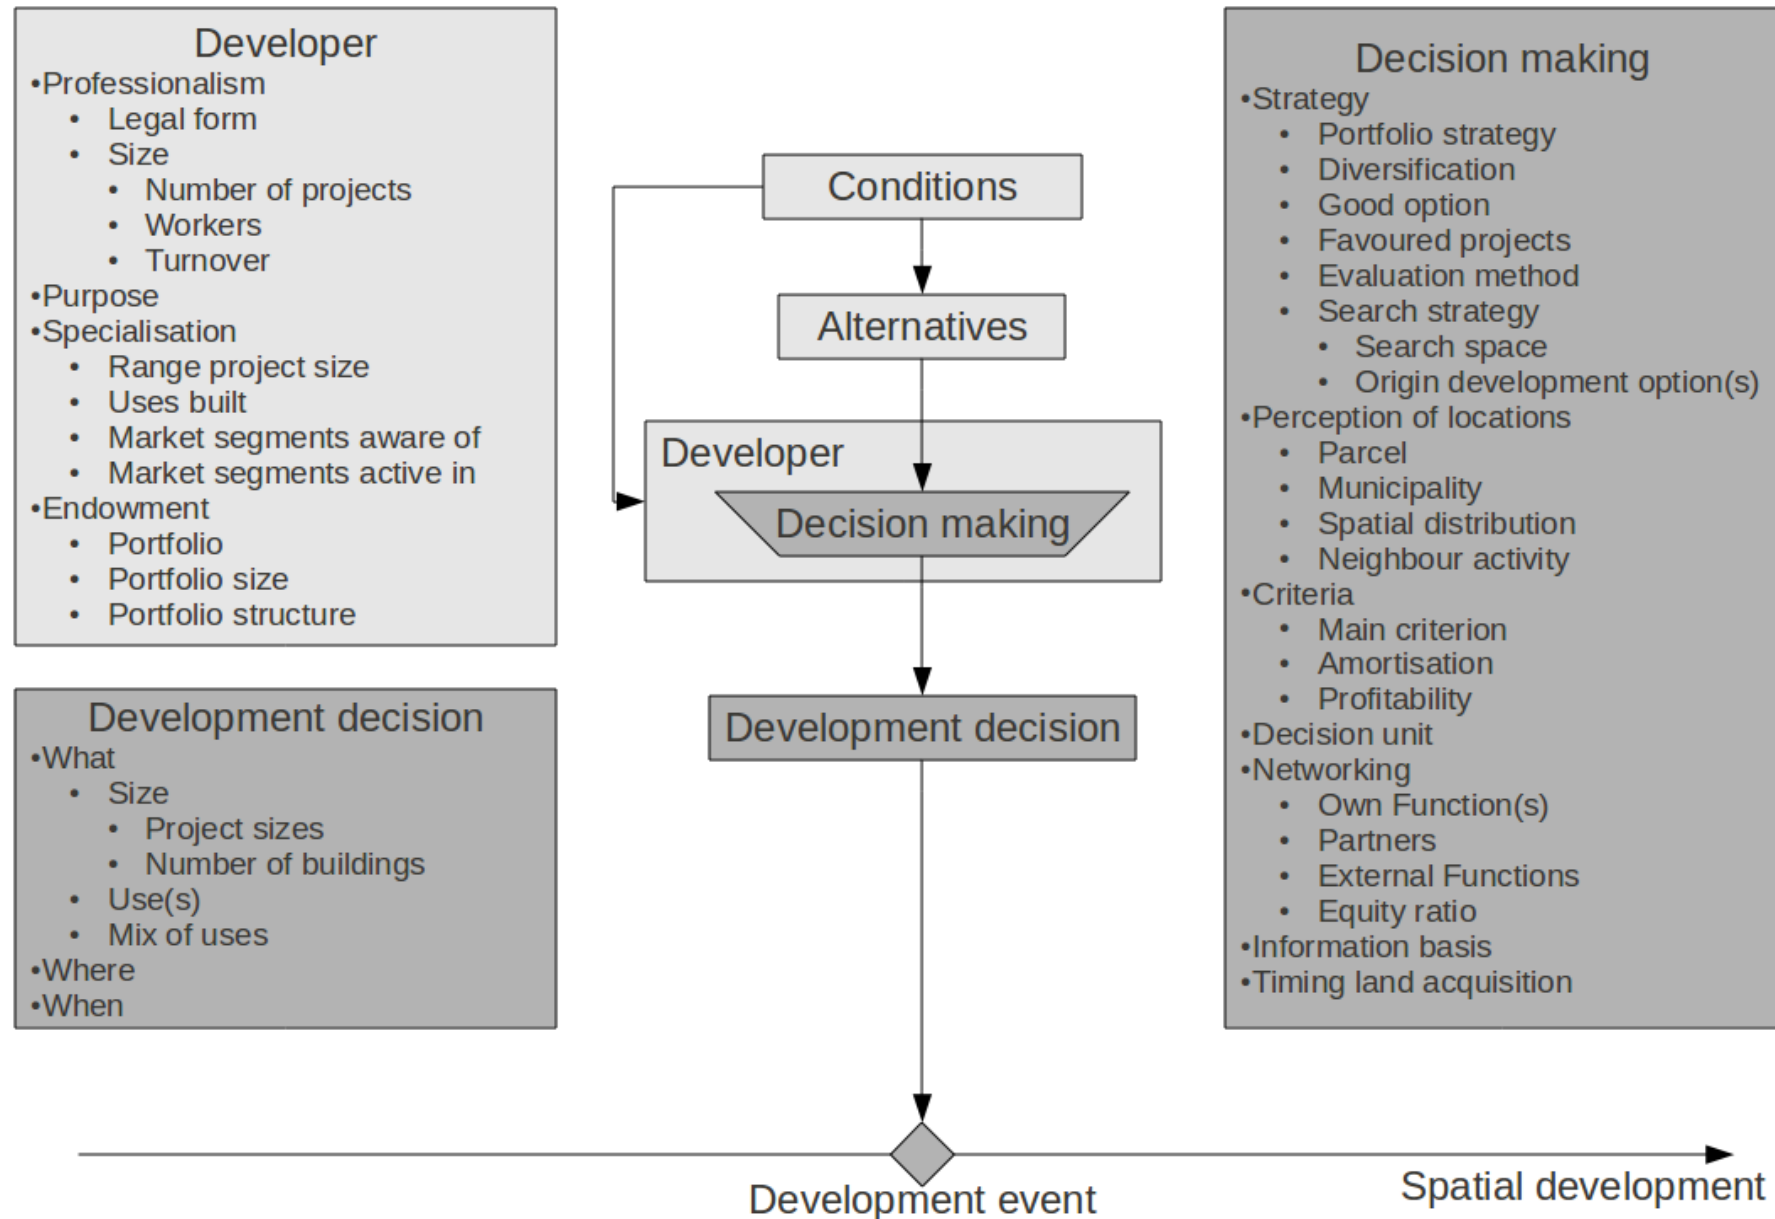 Developer
•Professionalism
• Legal form
• Size
• Number of projects
• Workers
• Turnover
•Purpose
•Specialisation
• Range project size
• Uses built
• Market segments aware of
• Market segments active in
•Endowment
• Portfolio
• Portfolio size
• Portfolio structure
Development decision
•What
• Size
• Project sizes
• Number of buildings
• Use(s)
• Mix of uses
•Where
•When
Conditions
Alternatives
Developer
Decision making
Development decision
Development event
Spatial development
Decision making
•Strategy
• Portfolio strategy
• Diversification
• Good option
• Favoured projects
• Evaluation method
• Search strategy
• Search space
• Origin development option(s)
•Perception of locations
• Parcel
• Municipality
• Spatial distribution
• Neighbour activity
•Criteria
• Main criterion
• Amortisation
• Profitability
•Decision unit
•Networking
• Own Function(s)
• Partners
• External Functions
• Equity ratio
•Information basis
•Timing land acquisition